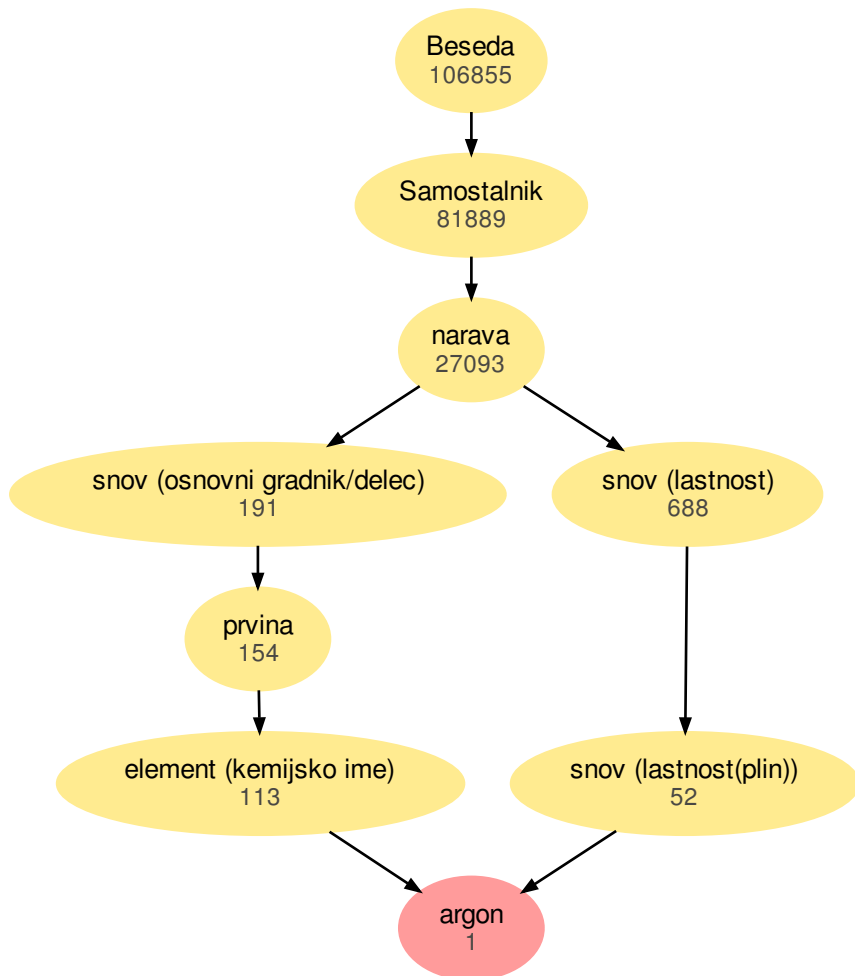 Beseda
106855
Samostalnik
81889
narava
27093
snov (osnovni gradnik/delec)
191
snov (lastnost)
688
prvina
154
element (kemijsko ime)
113
snov (lastnost(plin))
52
argon
1